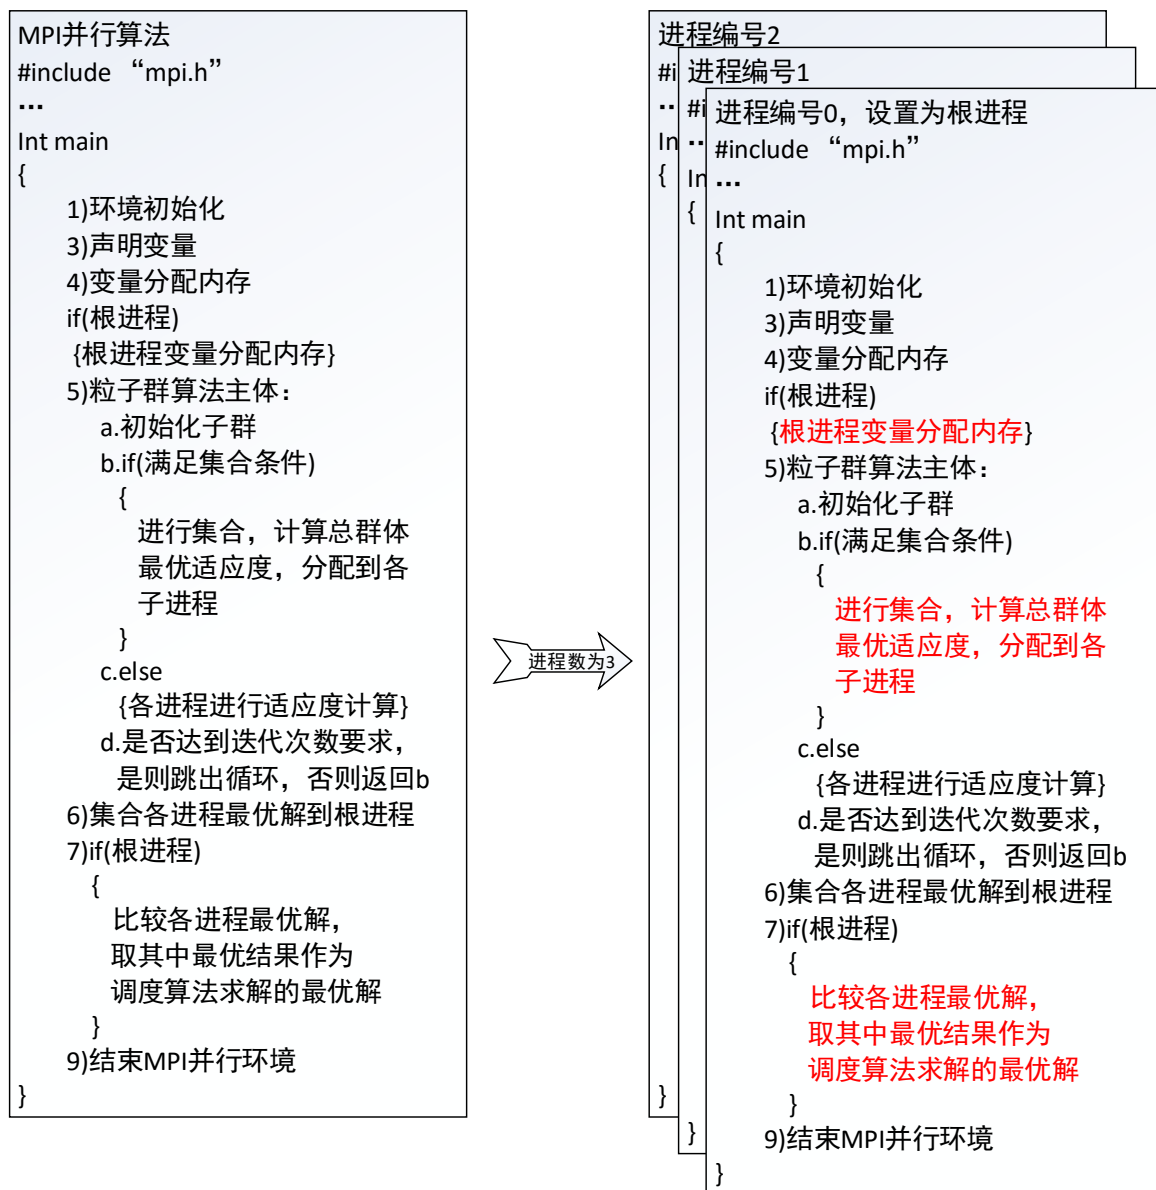 MPI并行算法
#include “mpi.h”
…
Int main
{
1)环境初始化
3)声明变量
4)变量分配内存
if(根进程)
{根进程变量分配内存}
5)粒子群算法主体：
a.初始化子群
b.if(满足集合条件)
{
进行集合，计算总群体
最优适应度，分配到各
子进程
}
c.else
{各进程进行适应度计算}
d.是否达到迭代次数要求，
是则跳出循环，否则返回b
6)集合各进程最优解到根进程
7)if(根进程)
{
比较各进程最优解，
取其中最优结果作为
调度算法求解的最优解
}
9)结束MPI并行环境
}
进程数为3
进程编号2
#i
..
In
{
}
进程编号1
#i
..
In
{
}
进程编号0，设置为根进程
#include “mpi.h”
…
Int main
{
1)环境初始化
3)声明变量
4)变量分配内存
if(根进程)
{根进程变量分配内存}
5)粒子群算法主体：
a.初始化子群
b.if(满足集合条件)
{
进行集合，计算总群体
最优适应度，分配到各
子进程
}
c.else
{各进程进行适应度计算}
d.是否达到迭代次数要求，
是则跳出循环，否则返回b
6)集合各进程最优解到根进程
7)if(根进程)
{
比较各进程最优解，
取其中最优结果作为
调度算法求解的最优解
}
9)结束MPI并行环境
}